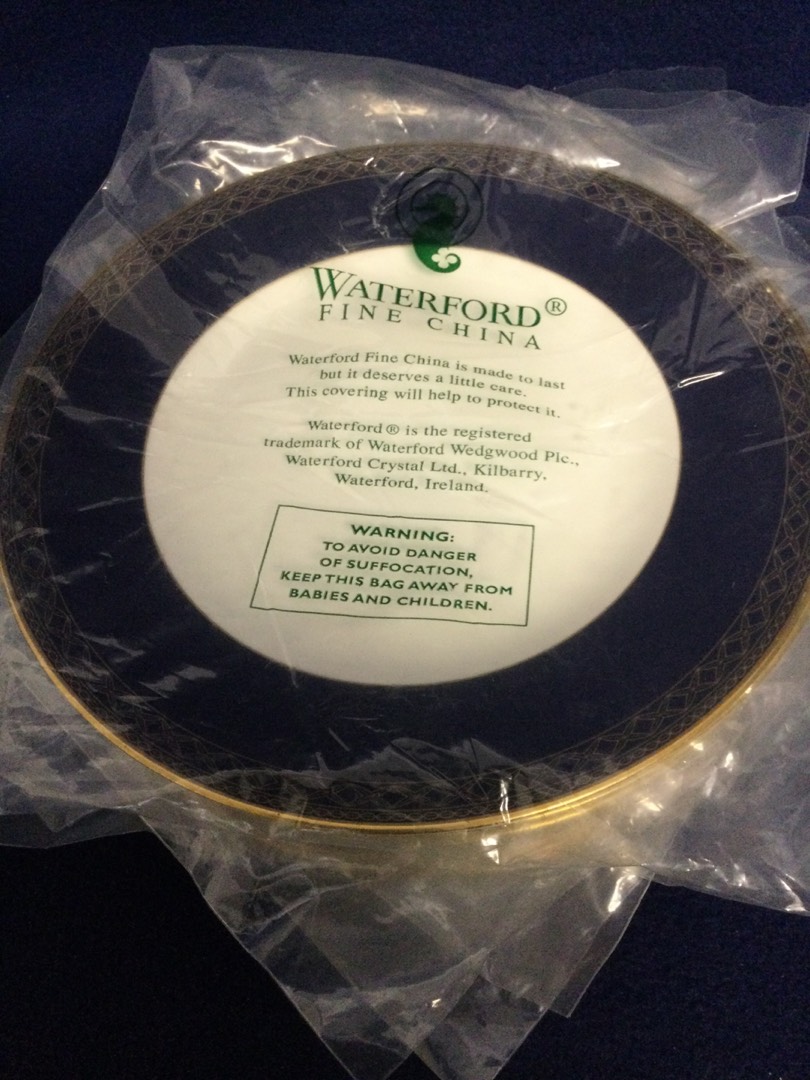 WATERFORD®
FINE CHINA
Waterford Fine China is made to last
but it deserves a little care.
This covering will help to protect it.
Waterford ® is the registered
trademark of Waterford Wedgwood Plc.,
Waterford Crystal Ltd., Kilbarry,
Waterford, Ireland.
WARNING:
TO AVOID DANGER
OF SUFFOCATION,
KEEP THIS BAG AWAY FROM
BABIES AND CHILDREN.